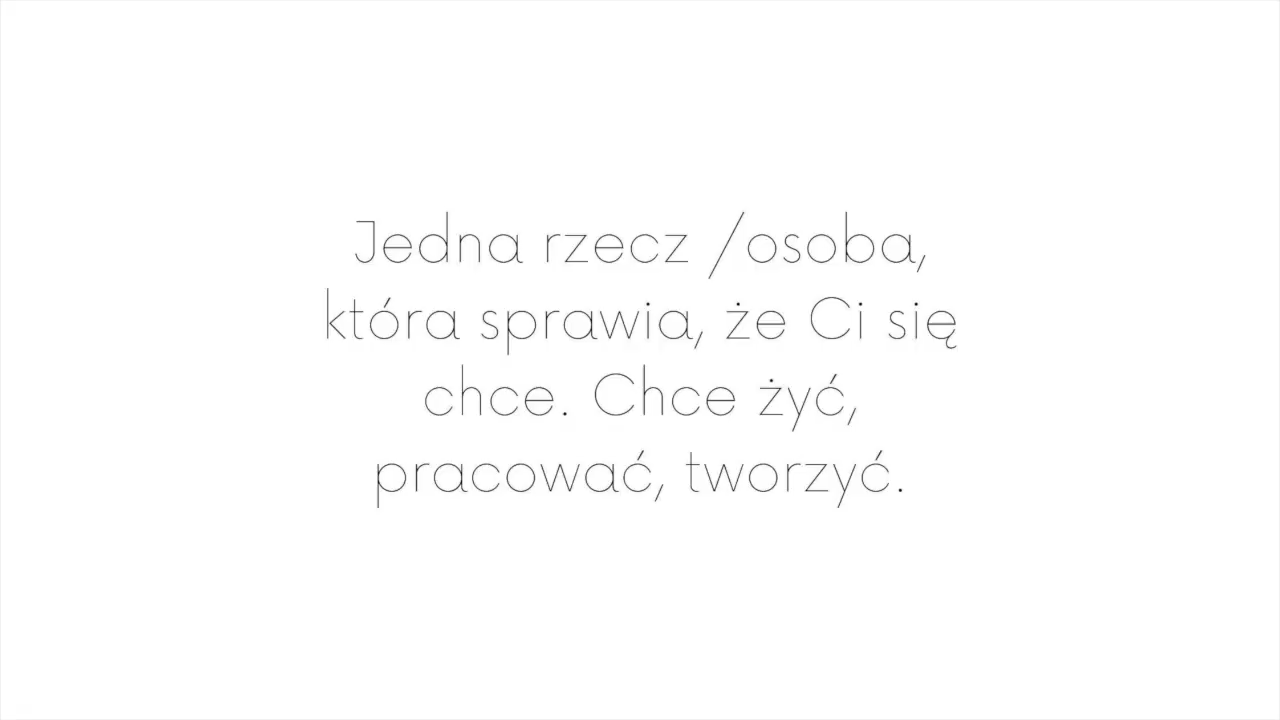 Jedna rzecz /osoba,
która sprawia, że Ci się
chce. Chce żyć,
pracować, tworzyć.